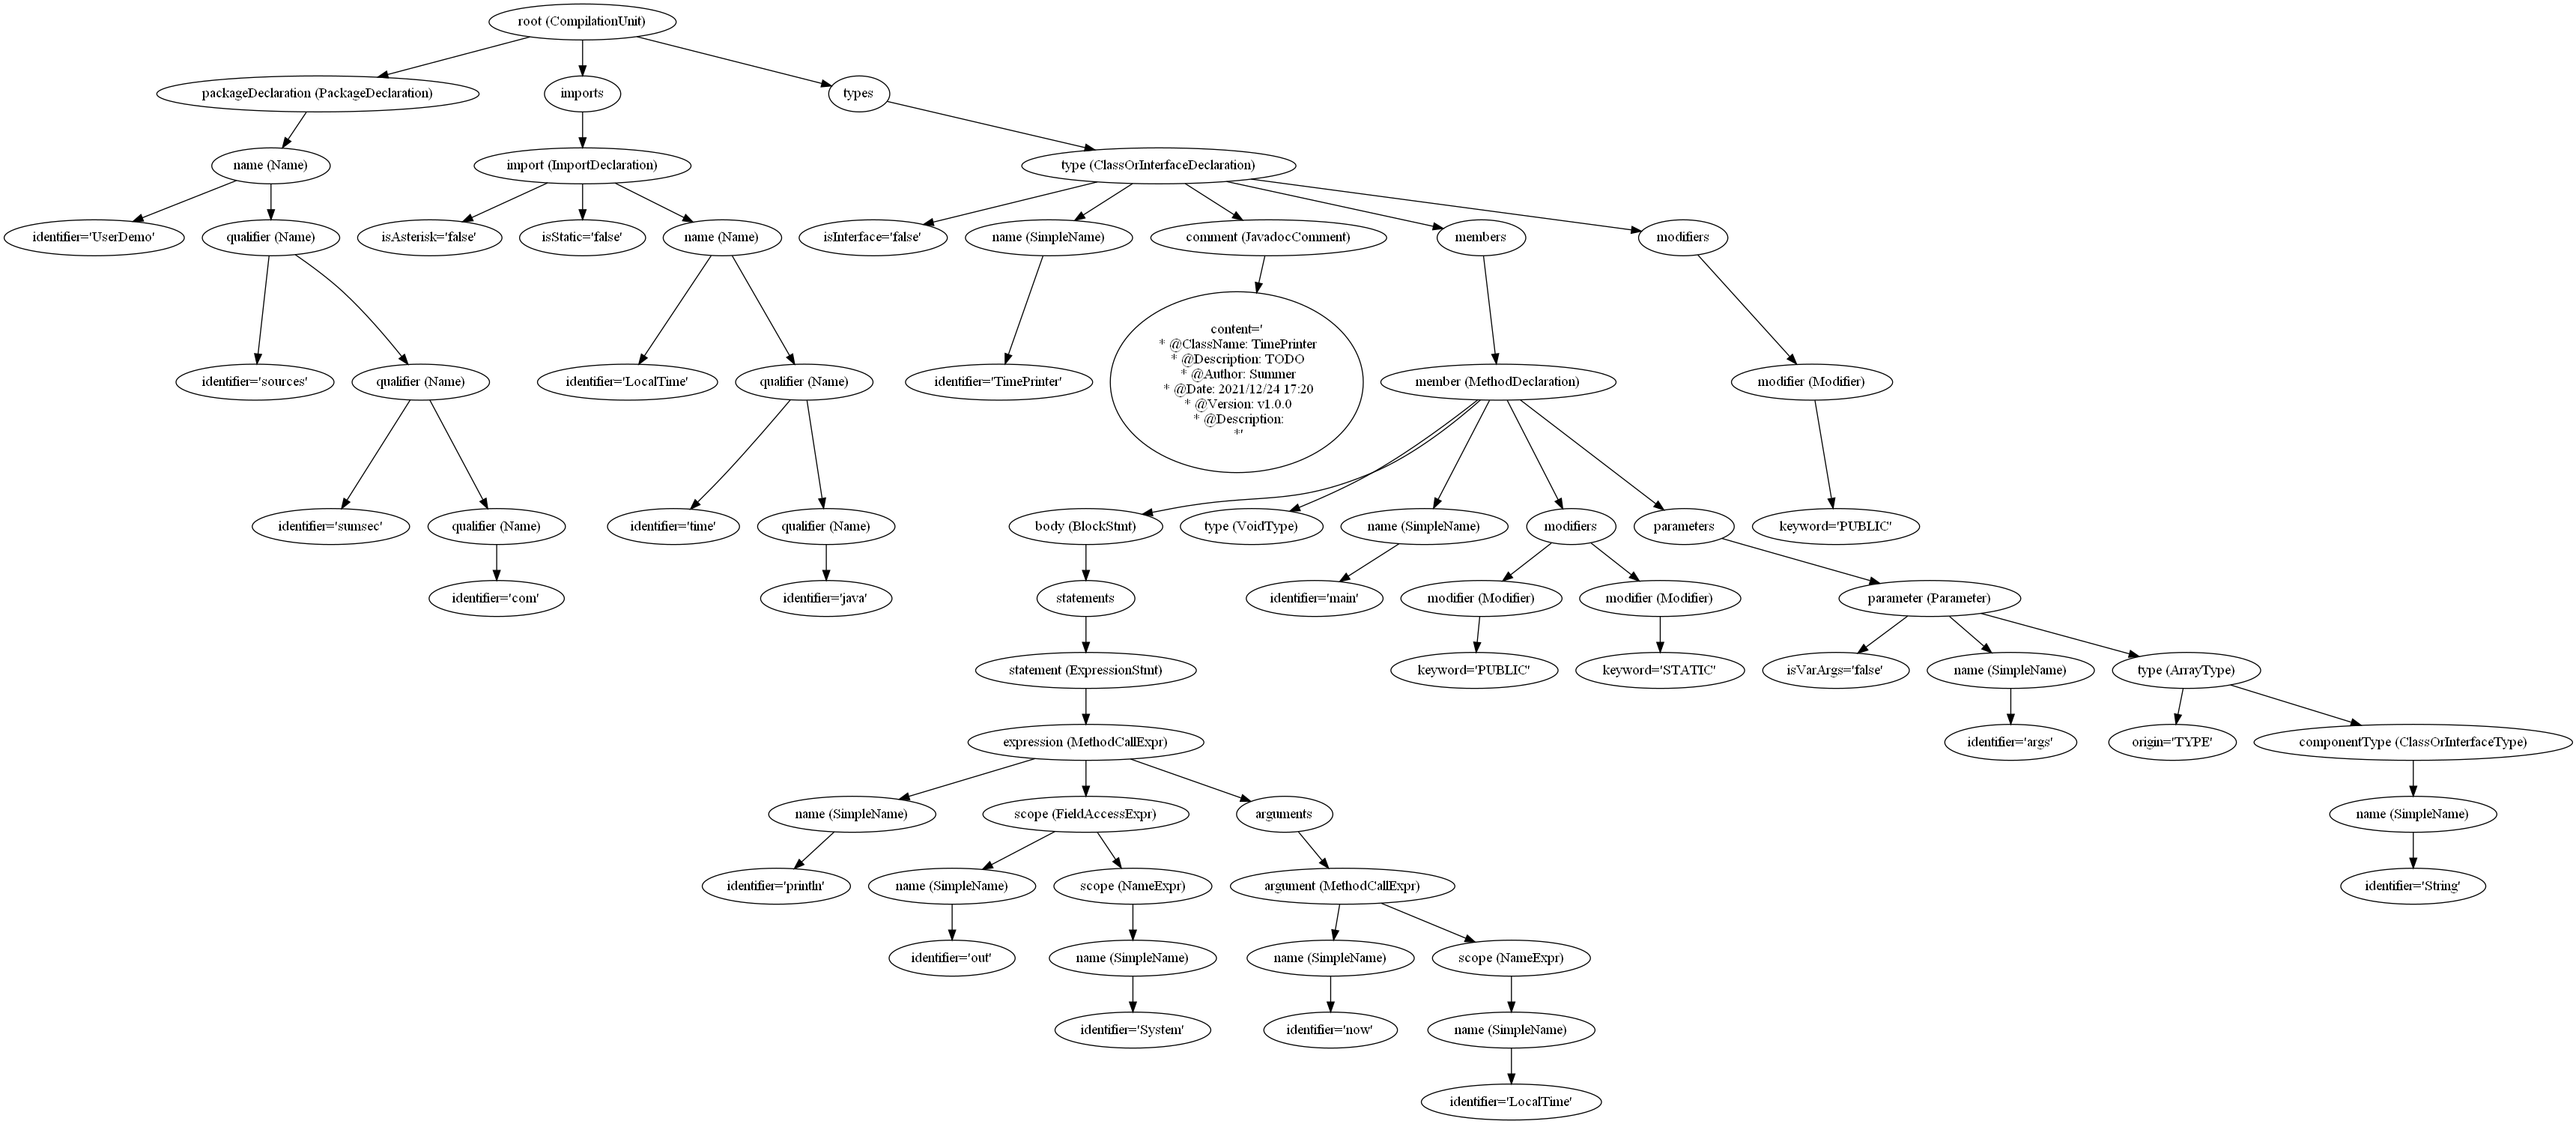 root (CompilationUnit)
packageDeclaration (PackageDeclaration)
imports
types
name (Name)
import (ImportDeclaration)
type (ClassOrInterfaceDeclaration)
identifier='UserDemo'
qualifier (Name)
isAsterisk='false'
isStatic='false'
name (Name)
isInterface='false'
name (SimpleName)
comment (JavadocComment)
members
modifiers
identifier='sources'
qualifier (Name)
identifier='LocalTime'
qualifier (Name)
identifier='TimePrinter'
content='
* @ClassName: TimePrinter
* @Description: TODO
* @Author: Summer
* @Date: 2021/12/24 17:20
* @Version: v1.0.0
* @Description:
*'
member (MethodDeclaration)
modifier (Modifier)
identifier='sumsec'
qualifier (Name)
identifier='time'
qualifier (Name)
body (BlockStmt)
type (VoidType)
name (SimpleName)
modifiers
parameters
keyword='PUBLIC'
identifier='com'
identifier='java'
statements
identifier='main'
modifier (Modifier)
modifier (Modifier)
parameter (Parameter)
statement (ExpressionStmt)
keyword='PUBLIC'
keyword='STATIC'
isVarArgs='false'
name (SimpleName)
type (ArrayType)
expression (MethodCallExpr)
identifier='args'
origin='TYPE'
componentType (ClassOrInterfaceType)
name (SimpleName)
scope (FieldAccessExpr)
arguments
name (SimpleName)
identifier='println'
name (SimpleName)
scope (NameExpr)
argument (MethodCallExpr)
identifier='String'
identifier='out'
name (SimpleName)
name (SimpleName)
scope (NameExpr)
identifier='System'
identifier='now'
name (SimpleName)
identifier='LocalTime'